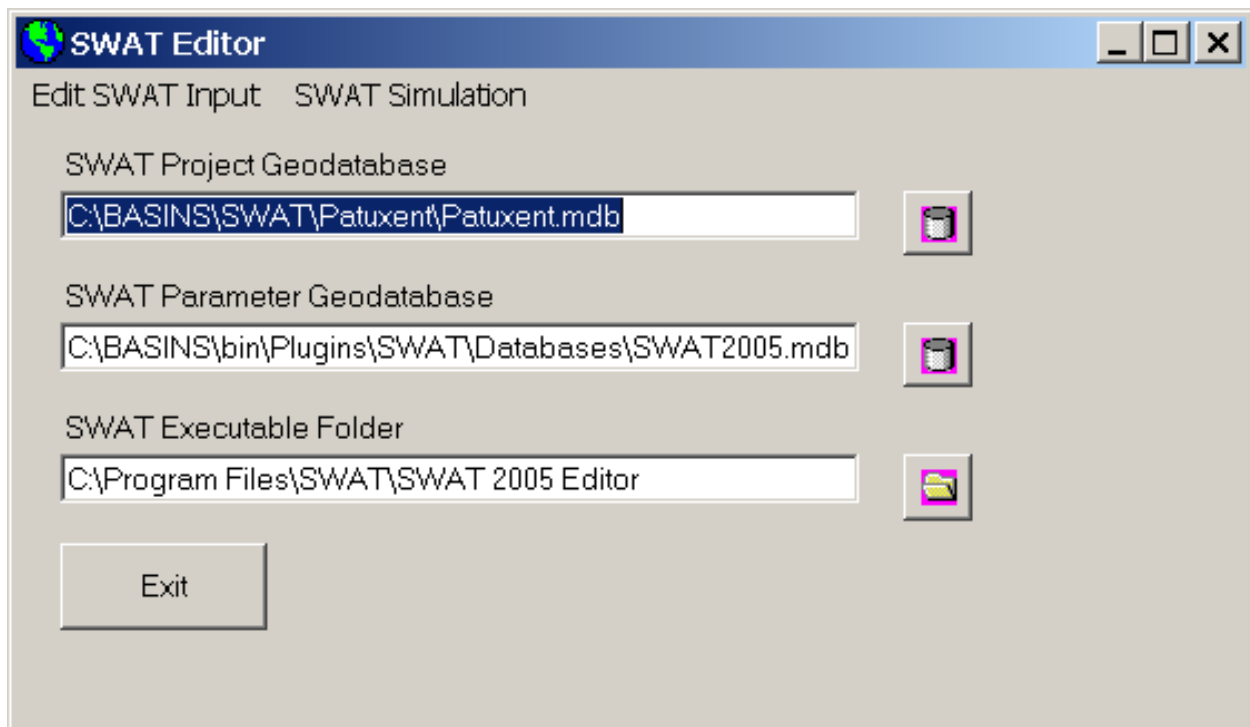 SWAT Editor
Edit SWAT Input SWAT Simulation
SWAT Project Geodatabase
C:\BASINS\SWAT\Patuxent\Patuxent.mdb
SWAT Parameter Geodatabase
C:\BASINS\bin\Plugins\SWAT\Databases\SWAT2005.mdb
SWAT Executable Folder
C:\Program Files\SWAT\SWAT 2005 Editor
Exit